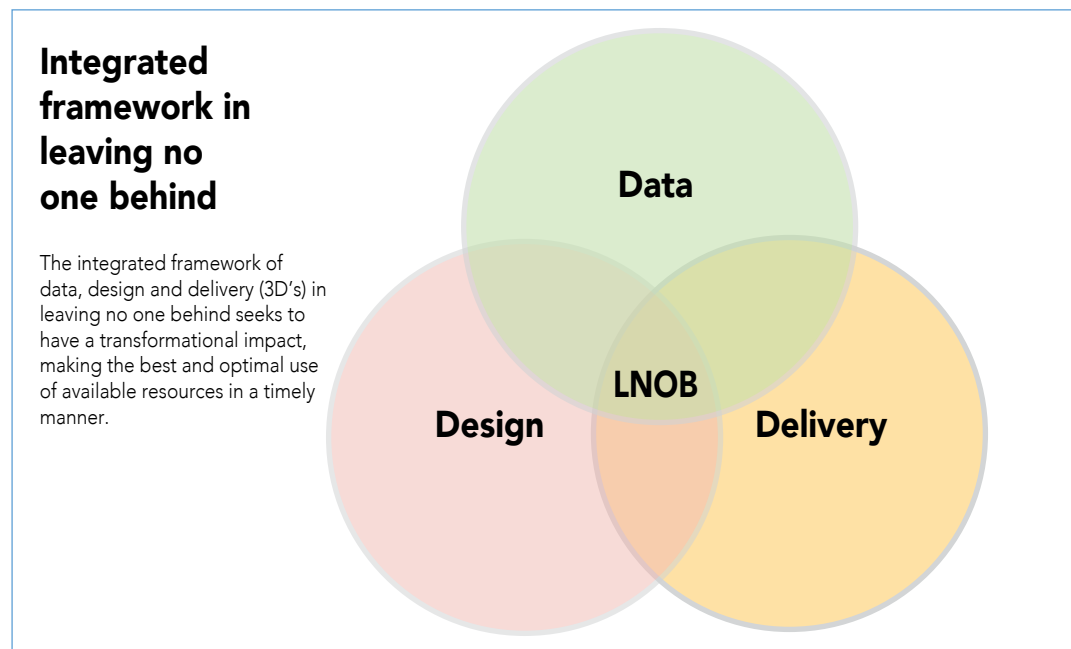 Integrated
framework in
leaving no
one behind
The integrated framework of
data, design and delivery (3D's) in
leaving no one behind seeks to
have a transformational impact,
making the best and optimal use
of available resources in a timely
manner.
Data
LNOB
Design
Delivery